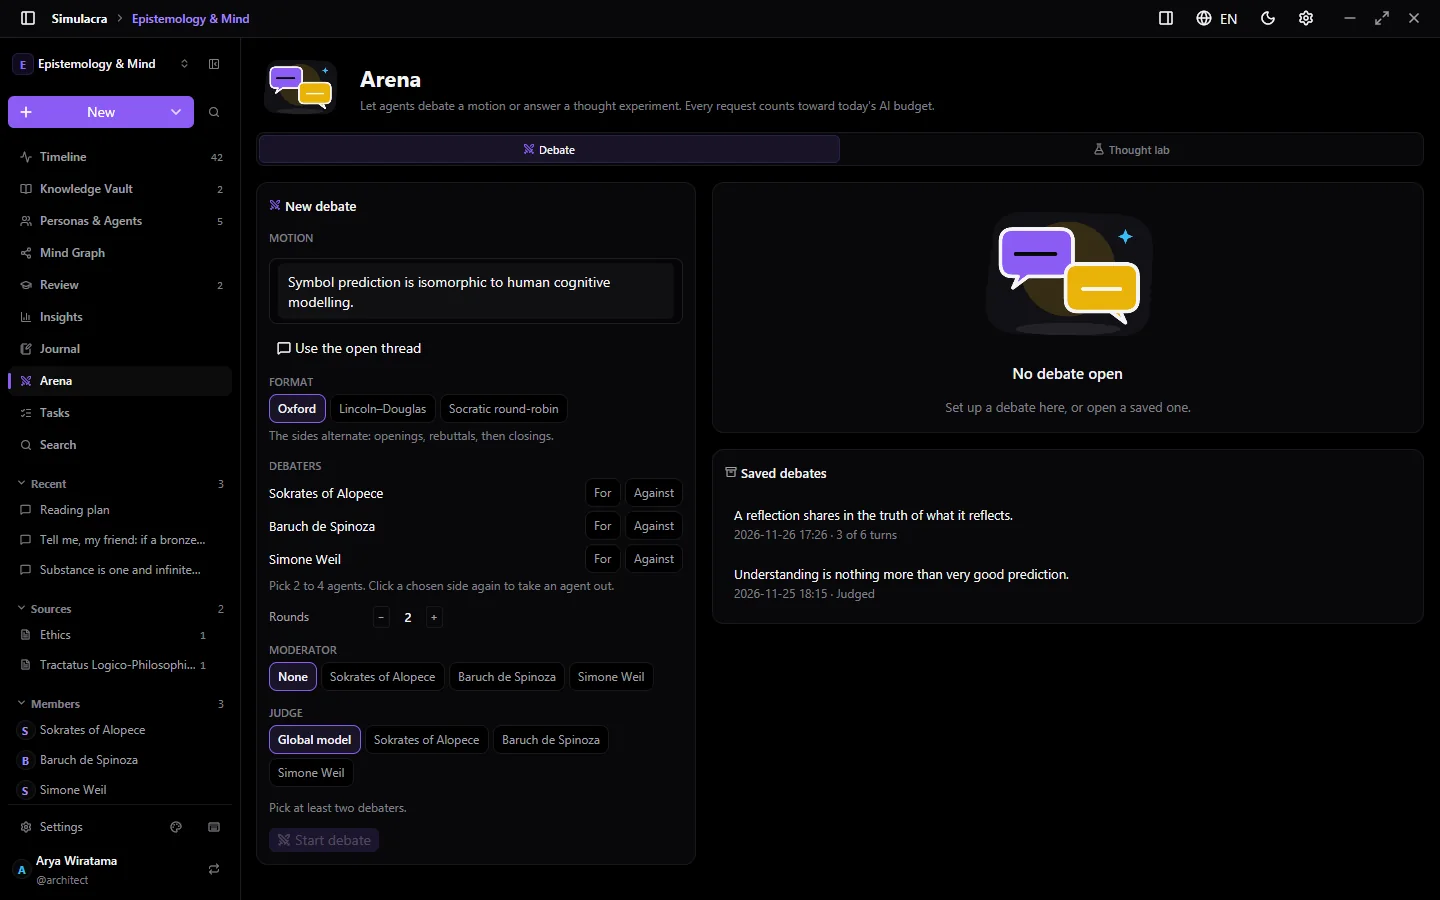 Simulacra > Epistemology & Mind
EN
E Epistemology & Mind
New
Timeline 42
Knowledge Vault 2
Personas & Agents 5
Mind Graph
Review 2
Insights
Journal
Arena
Tasks
Search
Recent 3
Reading plan
Tell me, my friend: if a bronze...
Substance is one and infinite...
Sources 2
Ethics 1
Tractatus Logico-Philosophi... 1
Members 3
S Sokrates of Alopece
B Baruch de Spinoza
S Simone Weil
Settings
A Arya Wiratama
@architect
Arena
Let agents debate a motion or answer a thought experiment. Every request counts toward today's AI budget.
Debate
Thought lab
New debate
MOTION
Symbol prediction is isomorphic to human cognitive
modelling.
Use the open thread
FORMAT
Oxford Lincoln–Douglas Socratic round-robin
The sides alternate: openings, rebuttals, then closings.
DEBATERS
Sokrates of Alopece For Against
Baruch de Spinoza For Against
Simone Weil For Against
Pick 2 to 4 agents. Click a chosen side again to take an agent out.
Rounds − 2 +
MODERATOR
None Sokrates of Alopece Baruch de Spinoza Simone Weil
JUDGE
Global model Sokrates of Alopece Baruch de Spinoza
Simone Weil
Pick at least two debaters.
Start debate
No debate open
Set up a debate here, or open a saved one.
Saved debates
A reflection shares in the truth of what it reflects.
2026-11-26 17:26 · 3 of 6 turns
Understanding is nothing more than very good prediction.
2026-11-25 18:15 · Judged